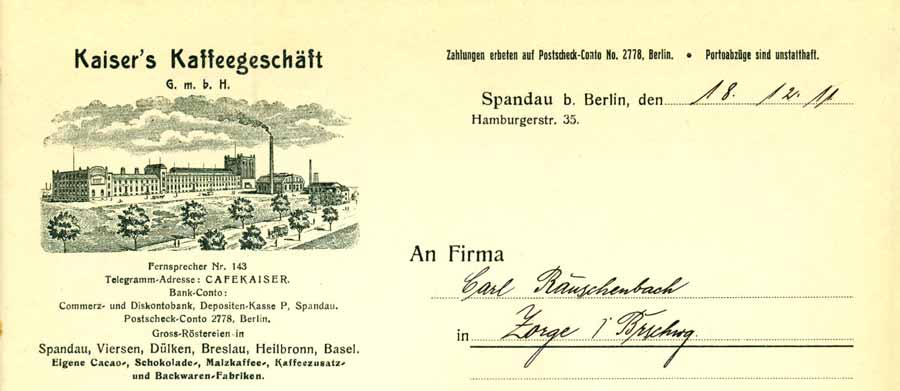 Kaiser's Kaffeegeschäft
G. m. b. H.
Fernsprecher Nr. 143
Telegramm-Adresse: CAFEKAISER.
Bank-Conto:
Commerz- und Diskontobank, Depositen-Kasse P, Spandau.
Postscheck-Conto 2778, Berlin.
Gross-Röstereien in
Spandau, Viersen, Dülken, Breslau, Heilbronn, Basel.
Eigene Cacao-, Schokolade-, Malzkaffee-, Kaffeezusatz-
und Backwaren-Fabriken.
Zahlungen erbeten auf Postscheck-Conto No. 2778, Berlin. • Portoabzüge sind unstatthaft.
Spandau b. Berlin, den 18. 12. 11
Hamburgerstr. 35.
An Firma
Carl Räuschenbach
in Zorge / Brschwg.